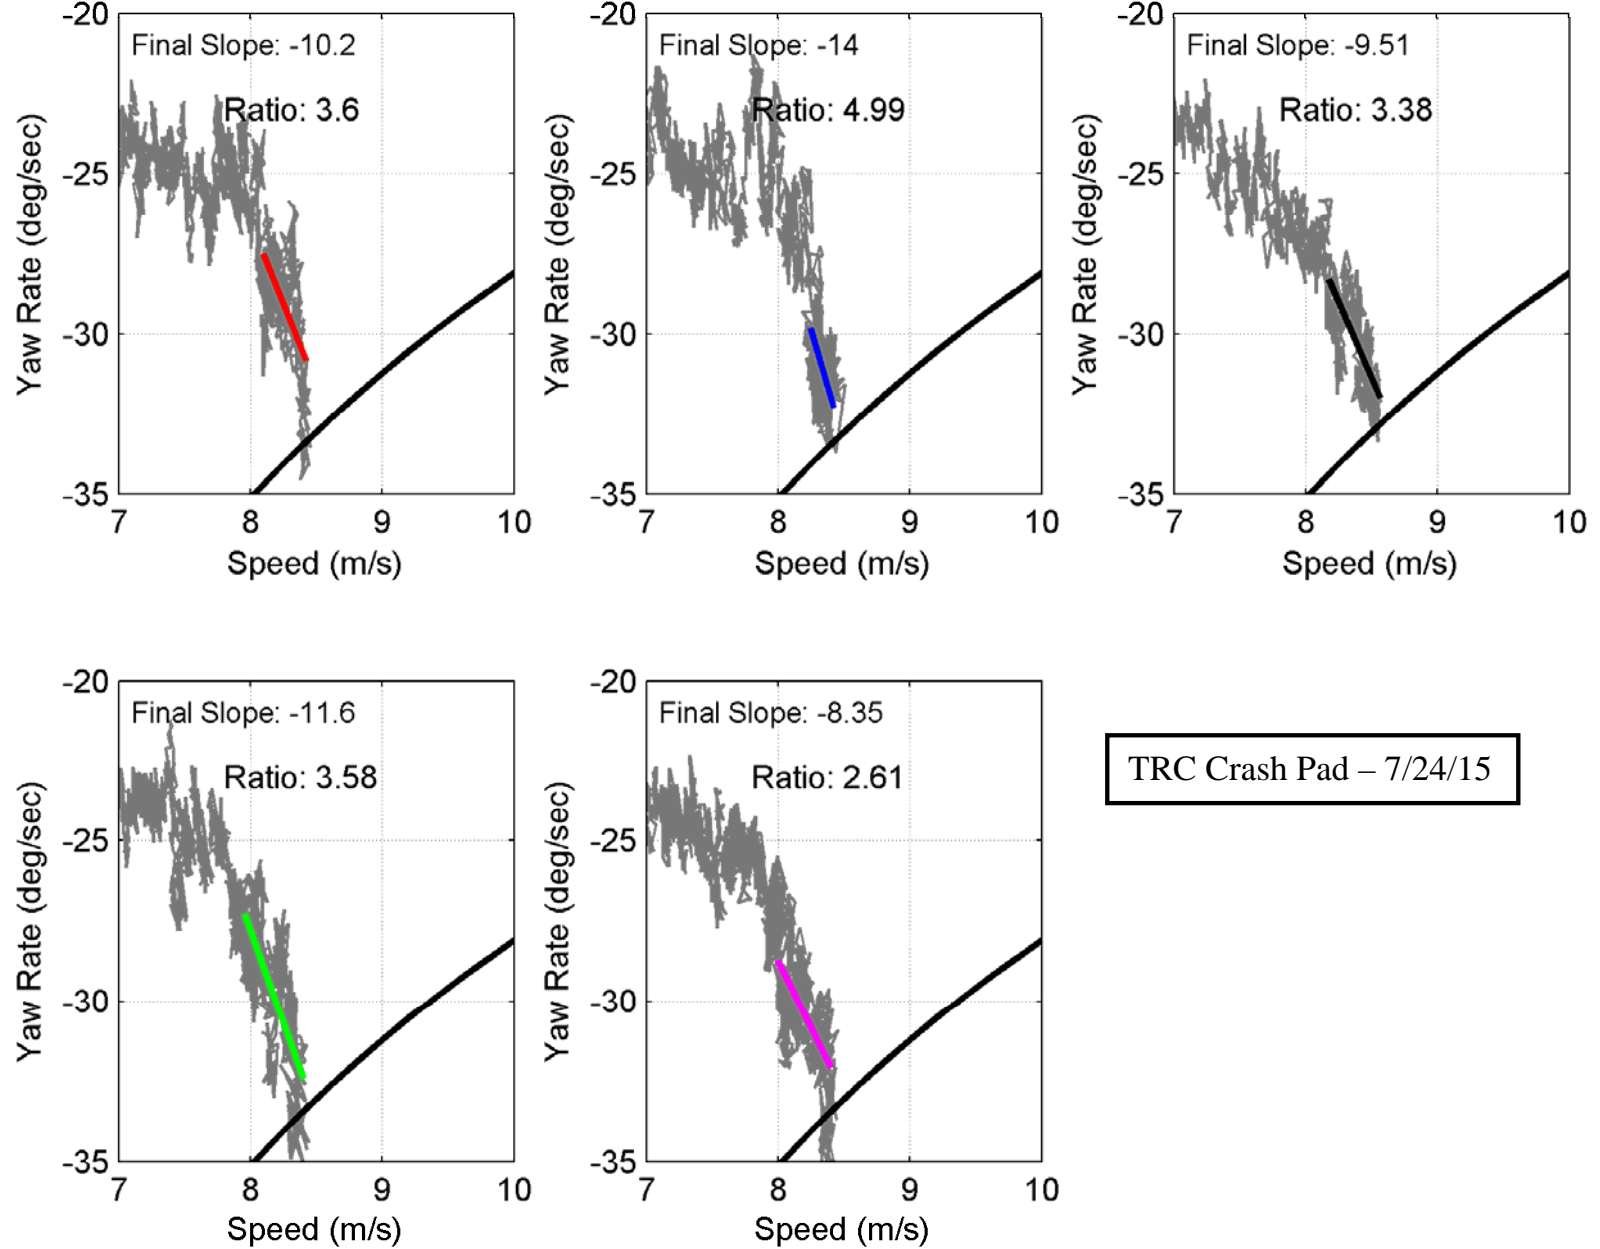 -20
Final Slope: -10.2
Ratio: 3.6
-25
-30
-35
7 8 9 10
Speed (m/s)
Yaw Rate (deg/sec)
-20
Final Slope: -14
Ratio: 4.99
-25
-30
-35
7 8 9 10
Speed (m/s)
Yaw Rate (deg/sec)
-20
Final Slope: -9.51
Ratio: 3.38
-25
-30
-35
7 8 9 10
Speed (m/s)
Yaw Rate (deg/sec)
-20
Final Slope: -11.6
Ratio: 3.58
-25
-30
-35
7 8 9 10
Speed (m/s)
Yaw Rate (deg/sec)
-20
Final Slope: -8.35
Ratio: 2.61
-25
-30
-35
7 8 9 10
Speed (m/s)
Yaw Rate (deg/sec)
TRC Crash Pad – 7/24/15